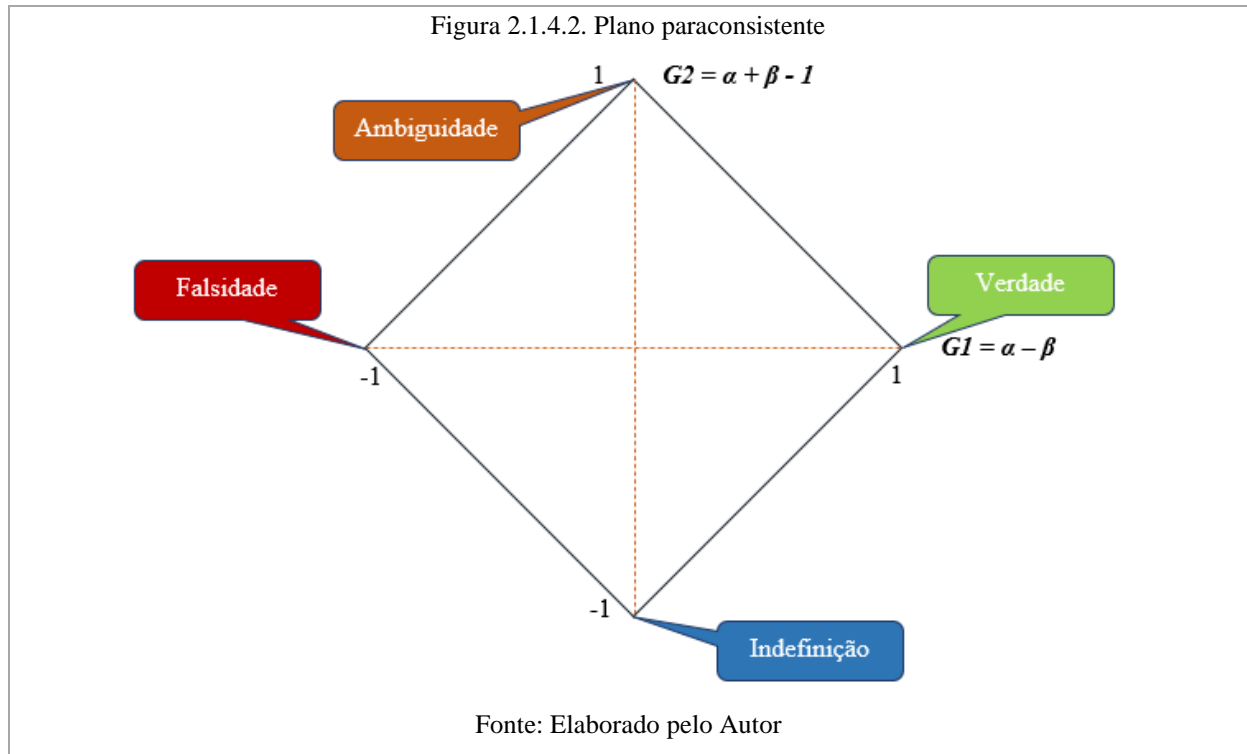 Figura 2.1.4.2. Plano paraconsistente
1
G2 = α + β - 1
Ambiguidade
Falsidade
Verdade
-1
1
G1 = α – β
-1
Indefinição
Fonte: Elaborado pelo Autor